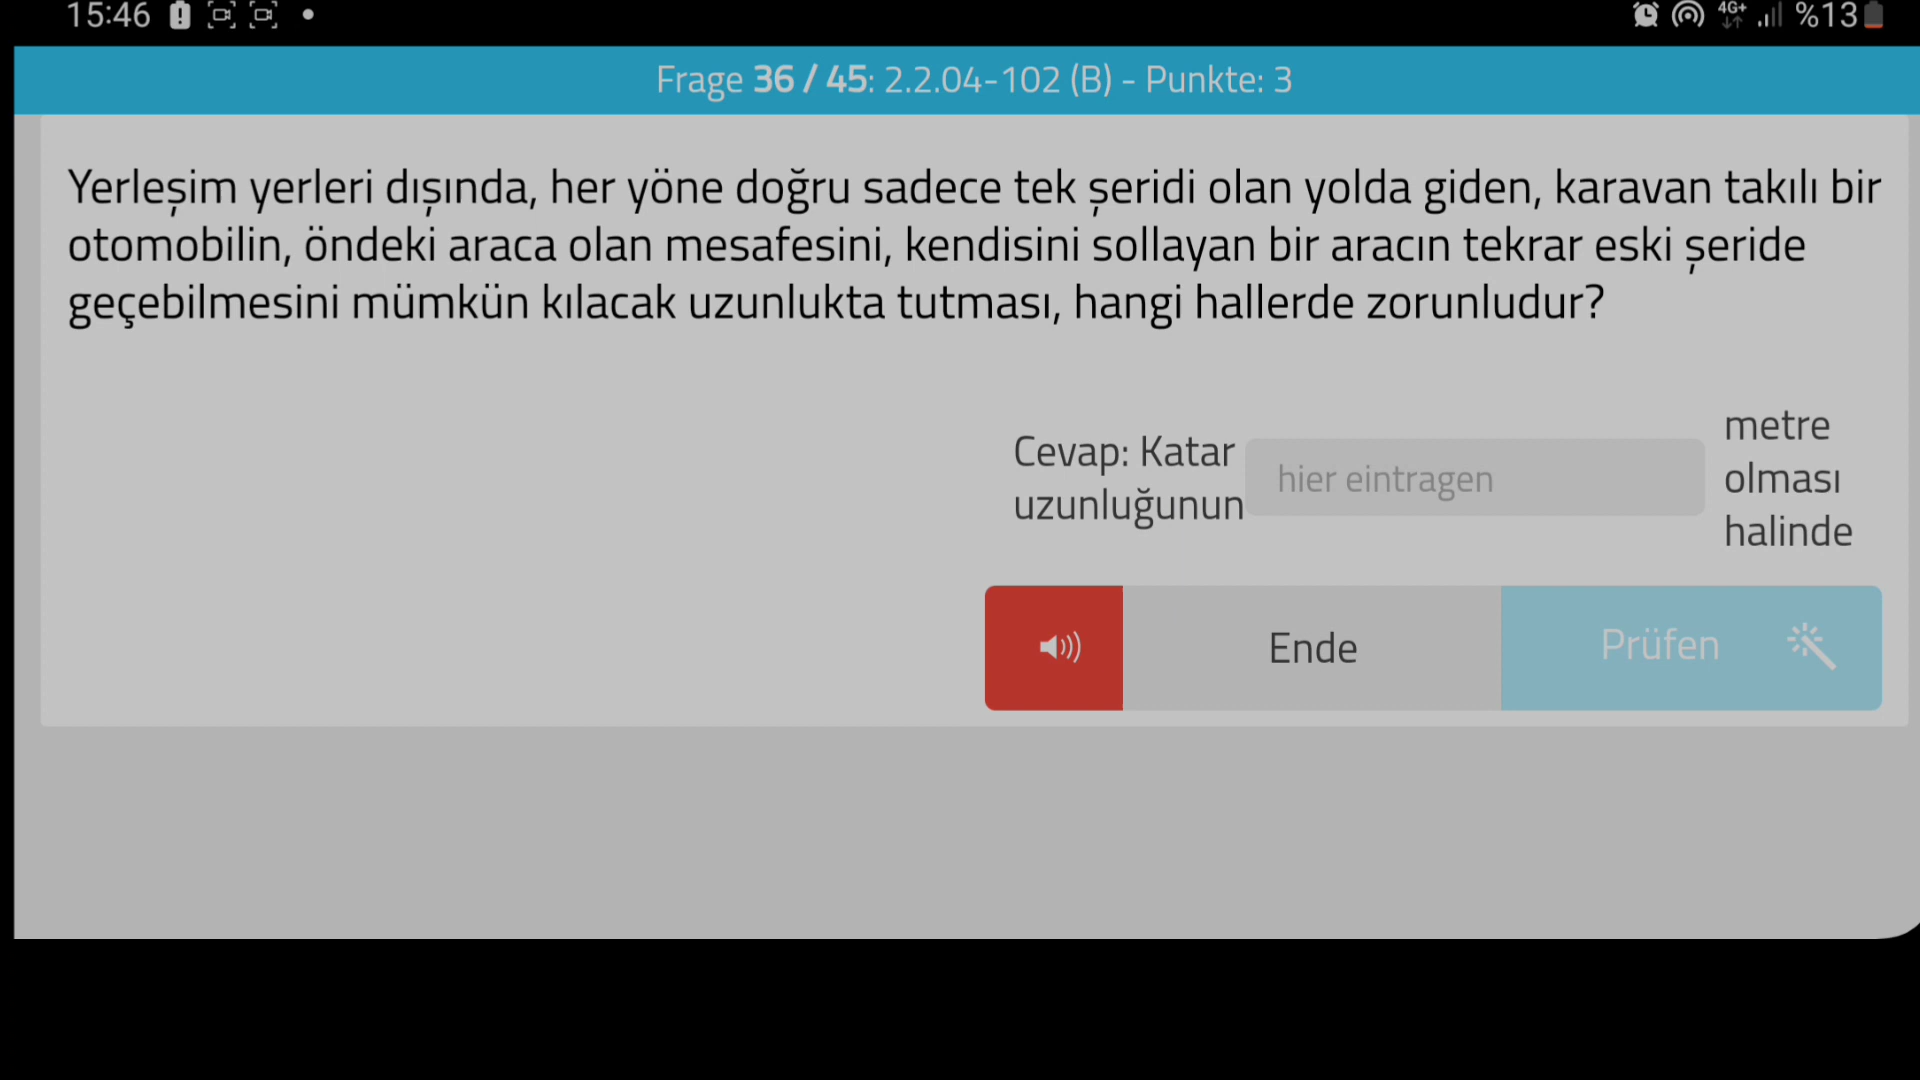 15:46
4G+
%13
Frage 36 / 45: 2.2.04-102 (B) - Punkte: 3
Yerleşim yerleri dışında, her yöne doğru sadece tek şeridi olan yolda giden, karavan takılı bir
otomobilin, öndeki araca olan mesafesini, kendisini sollayan bir aracın tekrar eski şeride
geçebilmesini mümkün kılacak uzunlukta tutması, hangi hallerde zorunludur?
Cevap: Katar
uzunluğunun
hier eintragen
metre
olması
halinde
Ende
Prüfen